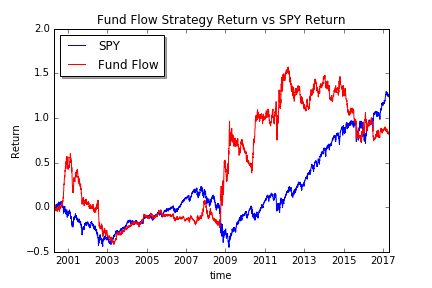 Fund Flow Strategy Return vs SPY Return
2.0
1.5
1.0
0.5
0.0
−0.5
Return
SPY
Fund Flow
2001 2003 2005 2007 2009 2011 2013 2015 2017
time